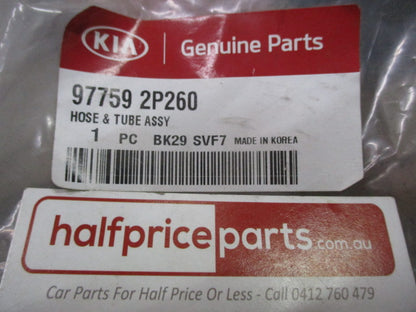 KIA Genuine Parts
97759 2P260
HOSE & TUBE ASSY
1 PC BK29 SVF7 MADE IN KOREA
halfpriceparts.com.au
Car Parts For Half Price Or Less - Call 0412 760 479